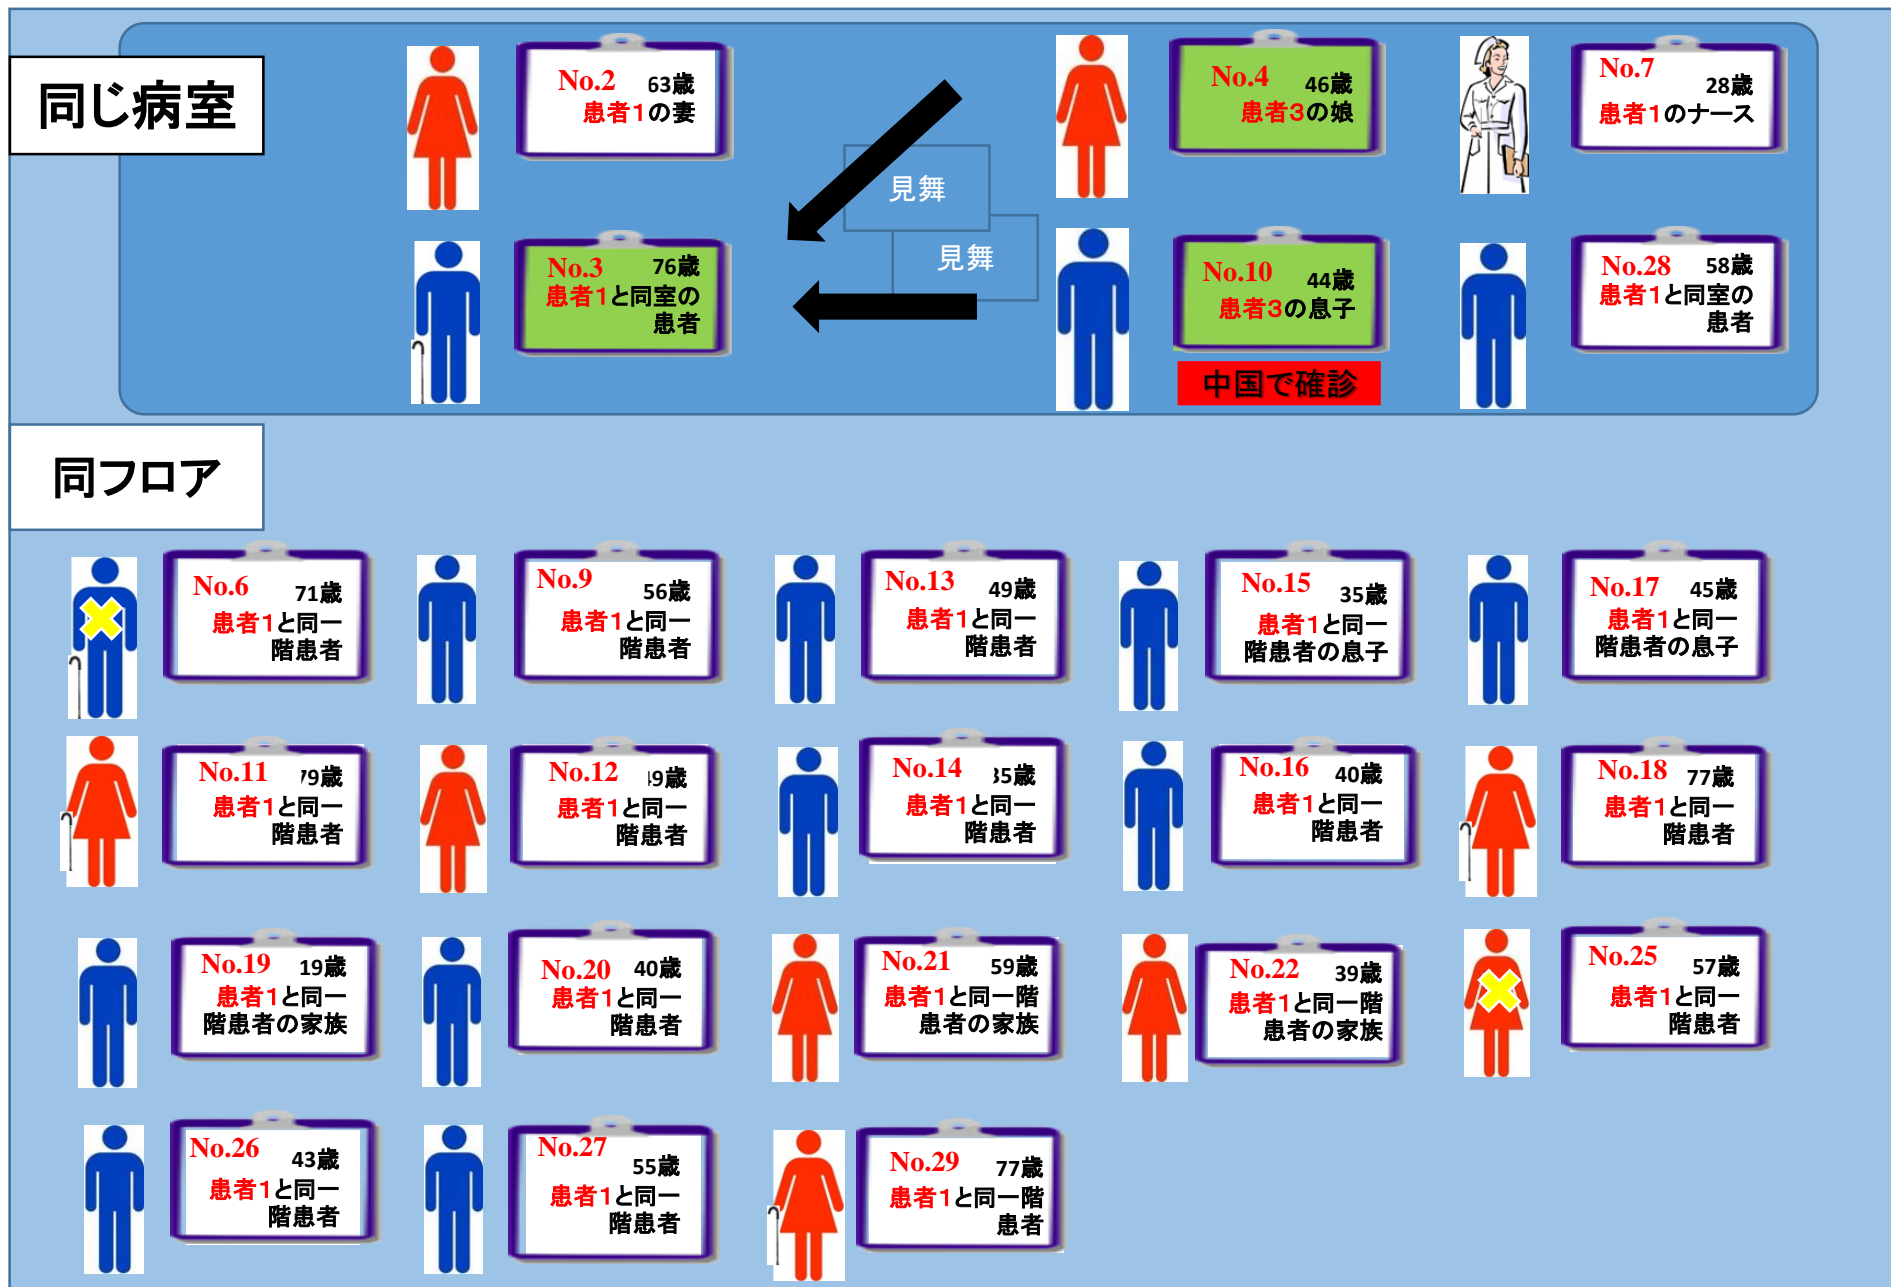 同じ病室
No.2 63歳
患者1の妻
No.4 46歳
患者3の娘
No.7 28歳
患者1のナース
見舞
見舞
No.3 76歳
患者1と同室の
患者
No.10 44歳
患者3の息子
中国で確診
No.28 58歳
患者1と同室の
患者
同フロア
No.6 71歳
患者1と同一
階患者
No.9 56歳
患者1と同一
階患者
No.13 49歳
患者1と同一
階患者
No.15 35歳
患者1と同一
階患者の息子
No.17 45歳
患者1と同一
階患者の息子
No.11 79歳
患者1と同一
階患者
No.12 49歳
患者1と同一
階患者
No.14 35歳
患者1と同一
階患者
No.16 40歳
患者1と同一
階患者
No.18 77歳
患者1と同一
階患者
No.19 19歳
患者1と同一
階患者の家族
No.20 40歳
患者1と同一
階患者
No.21 59歳
患者1と同一階
患者の家族
No.22 39歳
患者1と同一階
患者の家族
No.25 57歳
患者1と同一
階患者
No.26 43歳
患者1と同一
階患者
No.27 55歳
患者1と同一
階患者
No.29 77歳
患者1と同一階
患者